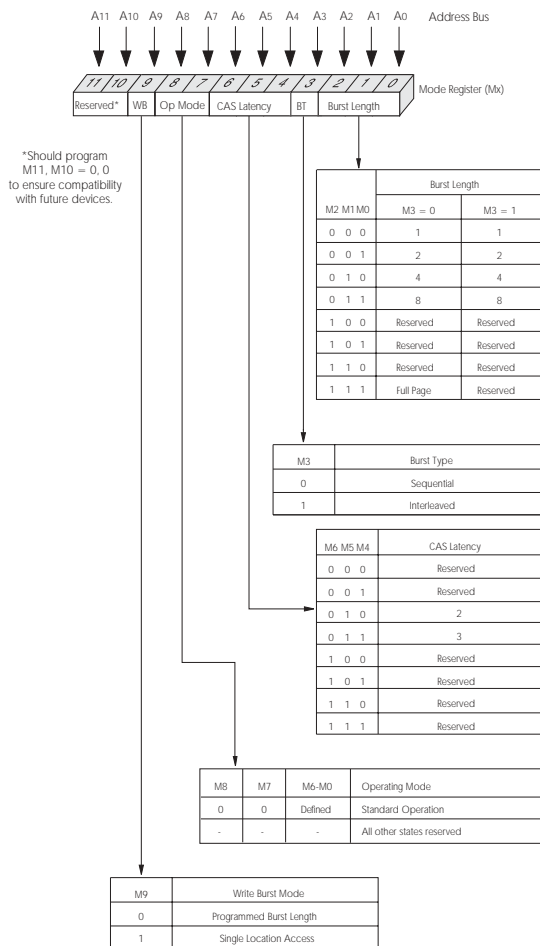 A11 A10 A9 A8 A7 A6 A5 A4 A3 A2 A1 A0 Address Bus
11 10 9 8 7 6 5 4 3 2 1 0 Mode Register (Mx)
Reserved* WB Op Mode CAS Latency BT Burst Length
*Should program
M11, M10 = 0, 0
to ensure compatibility
with future devices.
Burst Length
M2 M1 M0 M3 = 0 M3 = 1
0 0 0 1 1
0 0 1 2 2
0 1 0 4 4
0 1 1 8 8
1 0 0 Reserved Reserved
1 0 1 Reserved Reserved
1 1 0 Reserved Reserved
1 1 1 Full Page Reserved
M3 Burst Type
0 Sequential
1 Interleaved
M6 M5 M4 CAS Latency
0 0 0 Reserved
0 0 1 Reserved
0 1 0 2
0 1 1 3
1 0 0 Reserved
1 0 1 Reserved
1 1 0 Reserved
1 1 1 Reserved
M8 M7 M6-M0 Operating Mode
0 0 Defined Standard Operation
- - - All other states reserved
M9 Write Burst Mode
0 Programmed Burst Length
1 Single Location Access